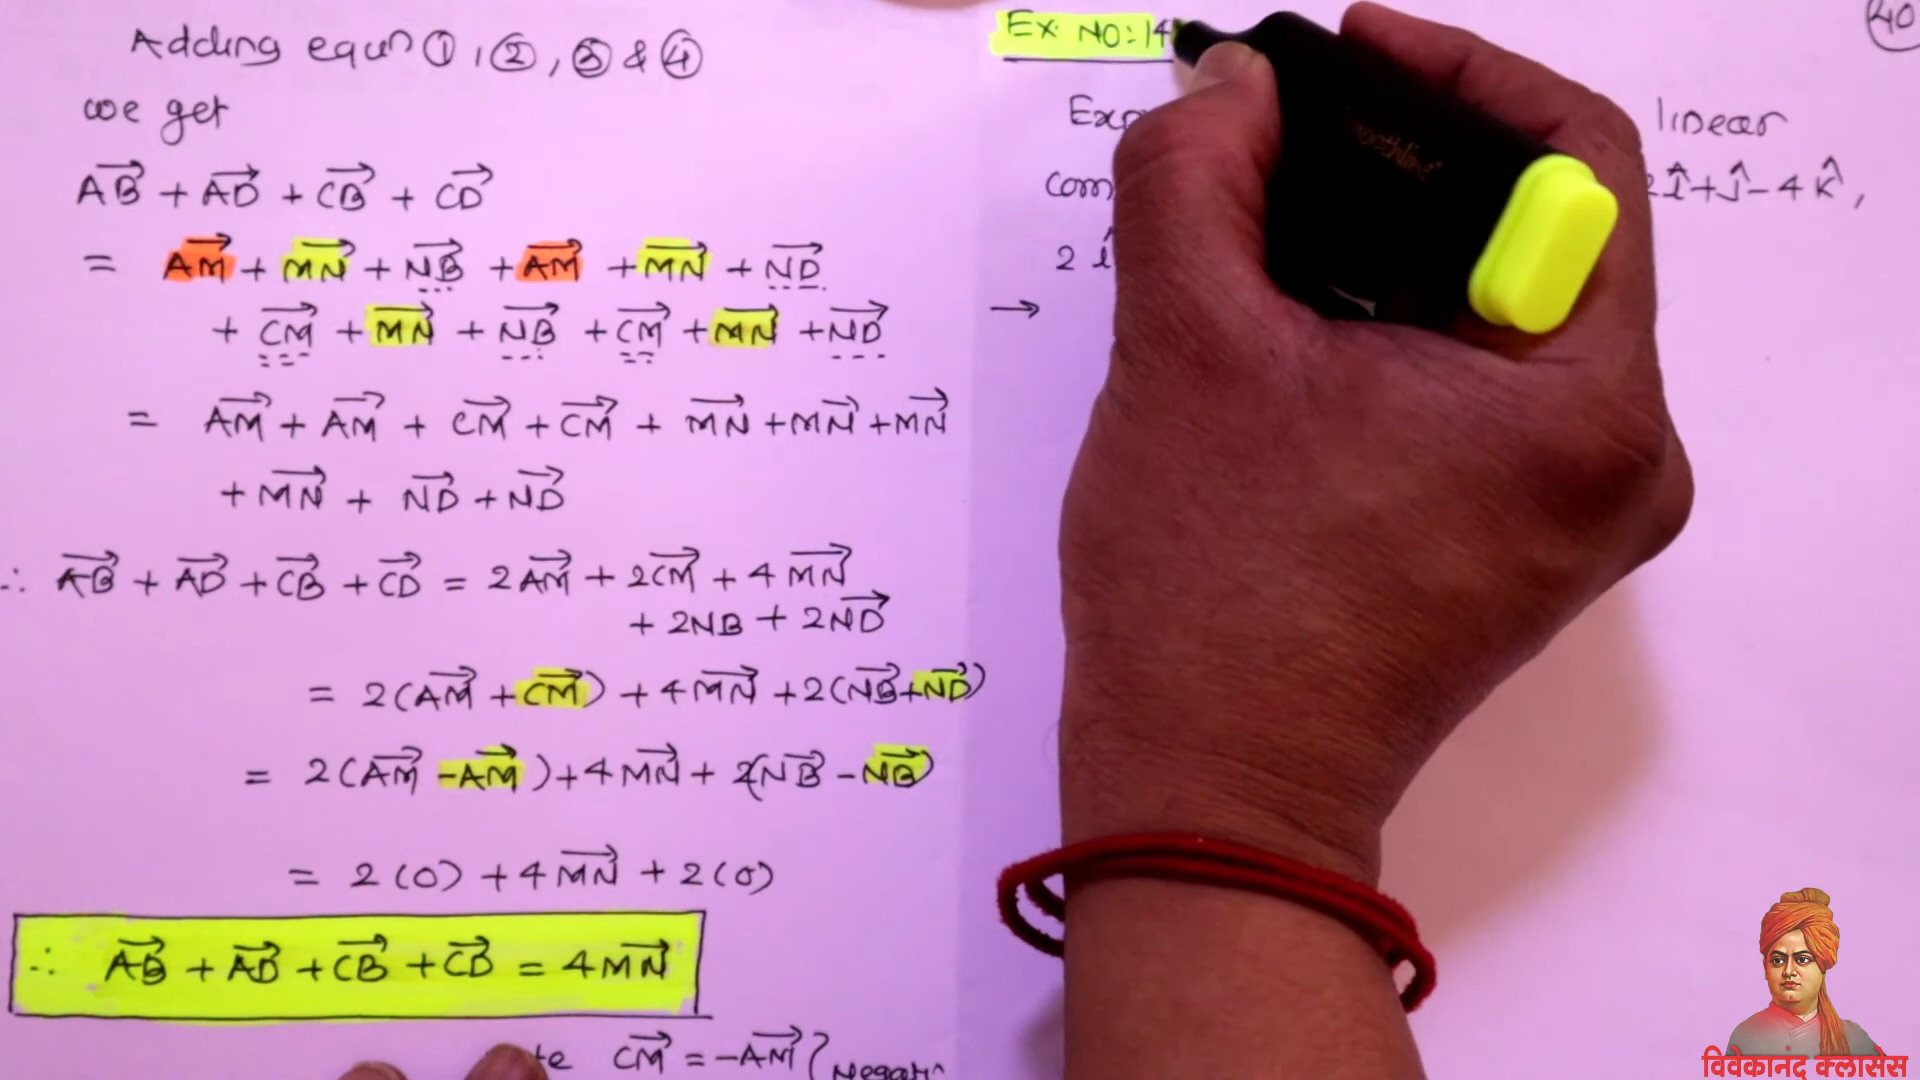 Adding equn ①, ②, ③ & ④
we get
AB→ + AD→ + CB→ + CD→
= AM→ + MN→ + NB→ + AM→ + MN→ + ND→
+ CM→ + MN→ + NB→ + CM→ + MN→ + ND→
= AM→ + AM→ + CM→ + CM→ + MN→ + MN→ + MN→
+ MN→ + ND→ + ND→
∴ AB→ + AD→ + CB→ + CD→ = 2AM→ + 2CM→ + 4MN→
+ 2NB + 2ND→
= 2(AM→ + CM→) + 4MN→ + 2(NB→ + ND→)
= 2(AM→ - AM→) + 4MN→ + 2(NB→ - NB→)
= 2(0) + 4MN→ + 2(0)
∴ AB→ + AD→ + CB→ + CD→ = 4MN→
CM→ = -AM→ (
40
Ex. NO: 14
linear
2î + ĵ - 4k̂,
2 î
→
विवेकानंद क्लासेस